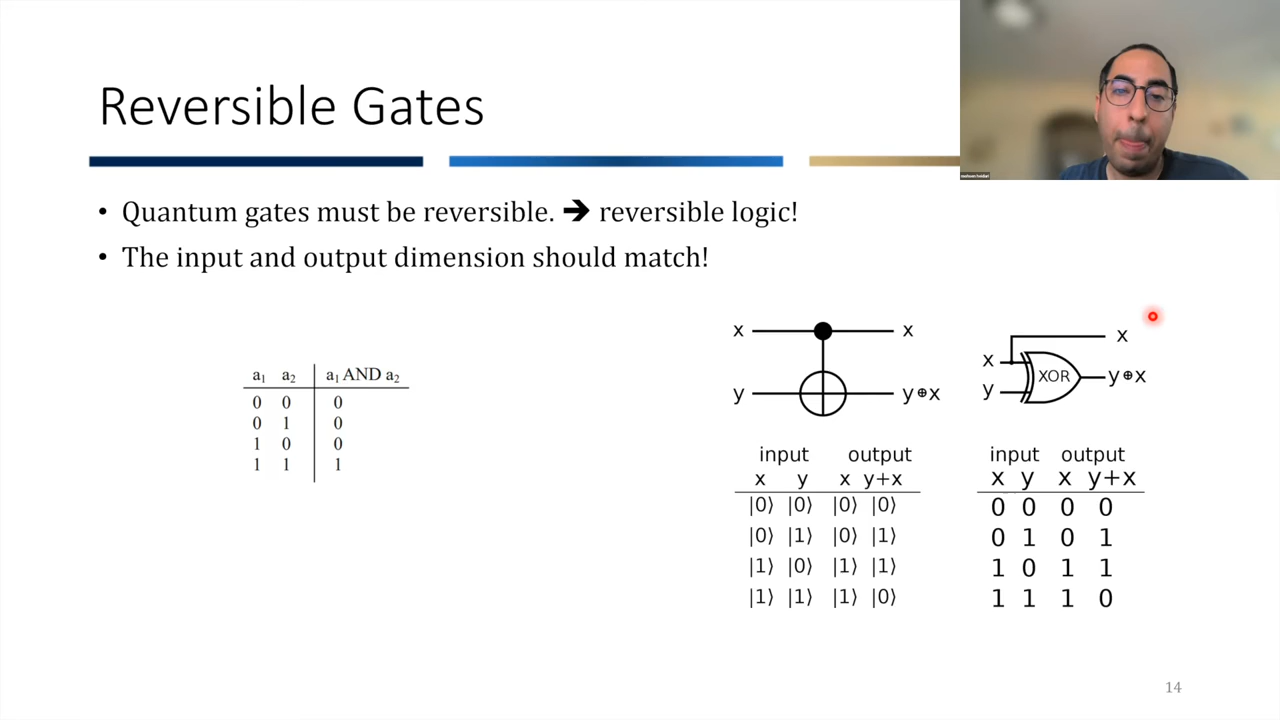 Reversible Gates
• Quantum gates must be reversible. ➔ reversible logic!
• The input and output dimension should match!
a₁ a₂ a₁ AND a₂
0 0 0
0 1 0
1 0 0
1 1 1
x x
y y⊕x
input output
x y x y+x
|0⟩ |0⟩ |0⟩ |0⟩
|0⟩ |1⟩ |0⟩ |1⟩
|1⟩ |0⟩ |1⟩ |1⟩
|1⟩ |1⟩ |1⟩ |0⟩
x
x
XOR y⊕x
y
input output
x y x y+x
0 0 0 0
0 1 0 1
1 0 1 1
1 1 1 0
14